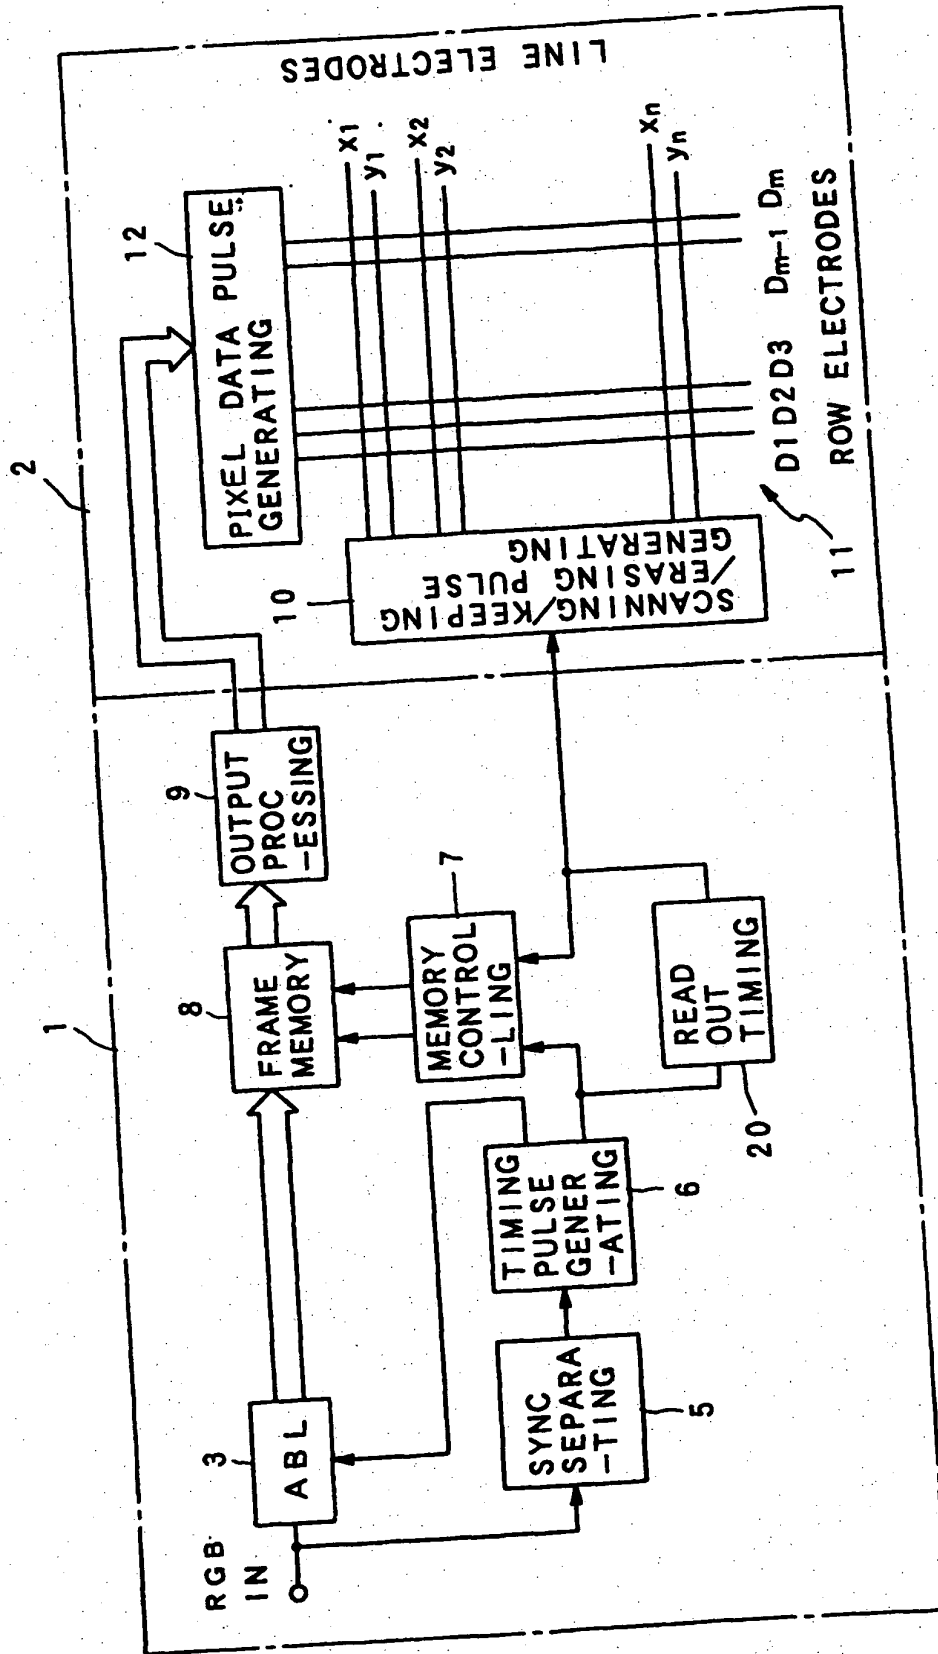 1
2
RGB
IN
3
ABL
8
FRAME
MEMORY
9
OUTPUT
PROC
-ESSING
12
PIXEL DATA PULSE
GENERATING
LINE ELECTRODES
X1
y1
X2
y2
Xn
yn
10
SCANNING/KEEPING
/ERASING PULSE
GENERATING
7
MEMORY
CONTROL
-LING
5
SYNC
SEPARA
-TING
6
TIMING
PULSE
GENER
-ATING
20
READ
OUT
TIMING
11
D1 D2 D3 Dm-1 Dm
ROW ELECTRODES